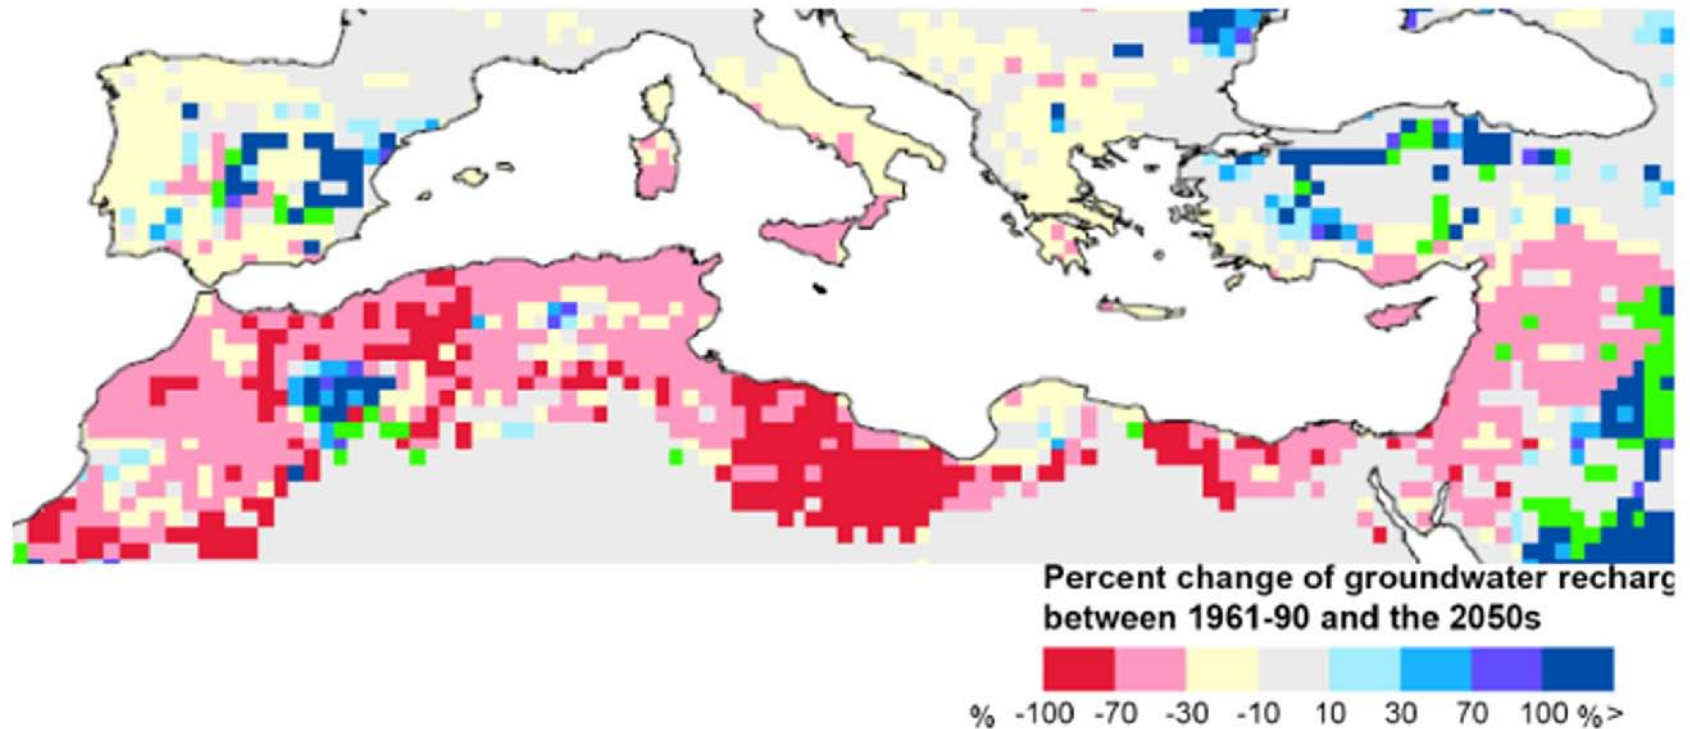 Percent change of groundwater recharg
between 1961-90 and the 2050s
% -100 -70 -30 -10 10 30 70 100 %>